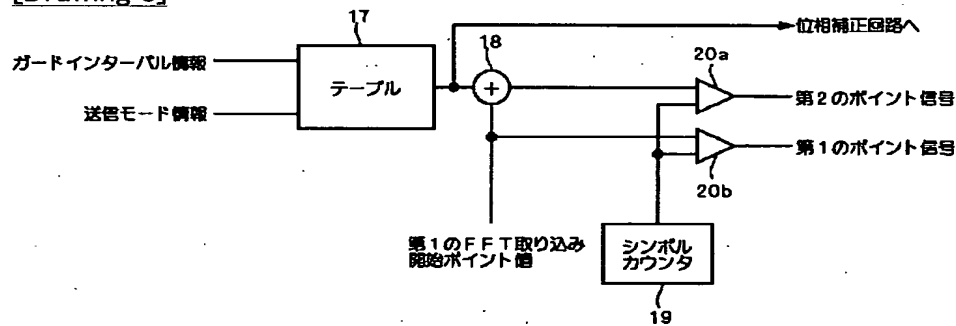 17
位相補正回路へ
ガードインターバル情報
18
20a
テーブル
第2のポイント信号
送信モード情報
第1のポイント信号
20b
第1のFFT取り込み
開始ポイント値
シンボル
カウンタ
19